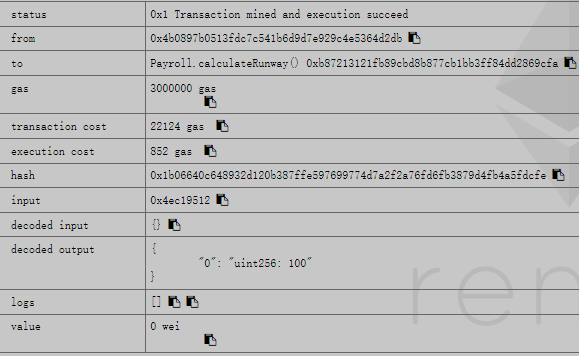 status 0x1 Transaction mined and execution succeed
from 0x4b0897b0513fdc7c541b6d9d7e929c4e5364d2db
to Payroll.calculateRunway() 0xb87213121fb89cbd8b877cb1bb3ff84dd2869cfa
gas 3000000 gas
transaction cost 22124 gas
execution cost 852 gas
hash 0x1b06640c648932d120b387ffe597699774d7a2f2a76fd6fb3879d4fb4a5fdcfe
input 0x4ec19512
decoded input {}
decoded output {
"0": "uint256: 100"
}
logs []
value 0 wei